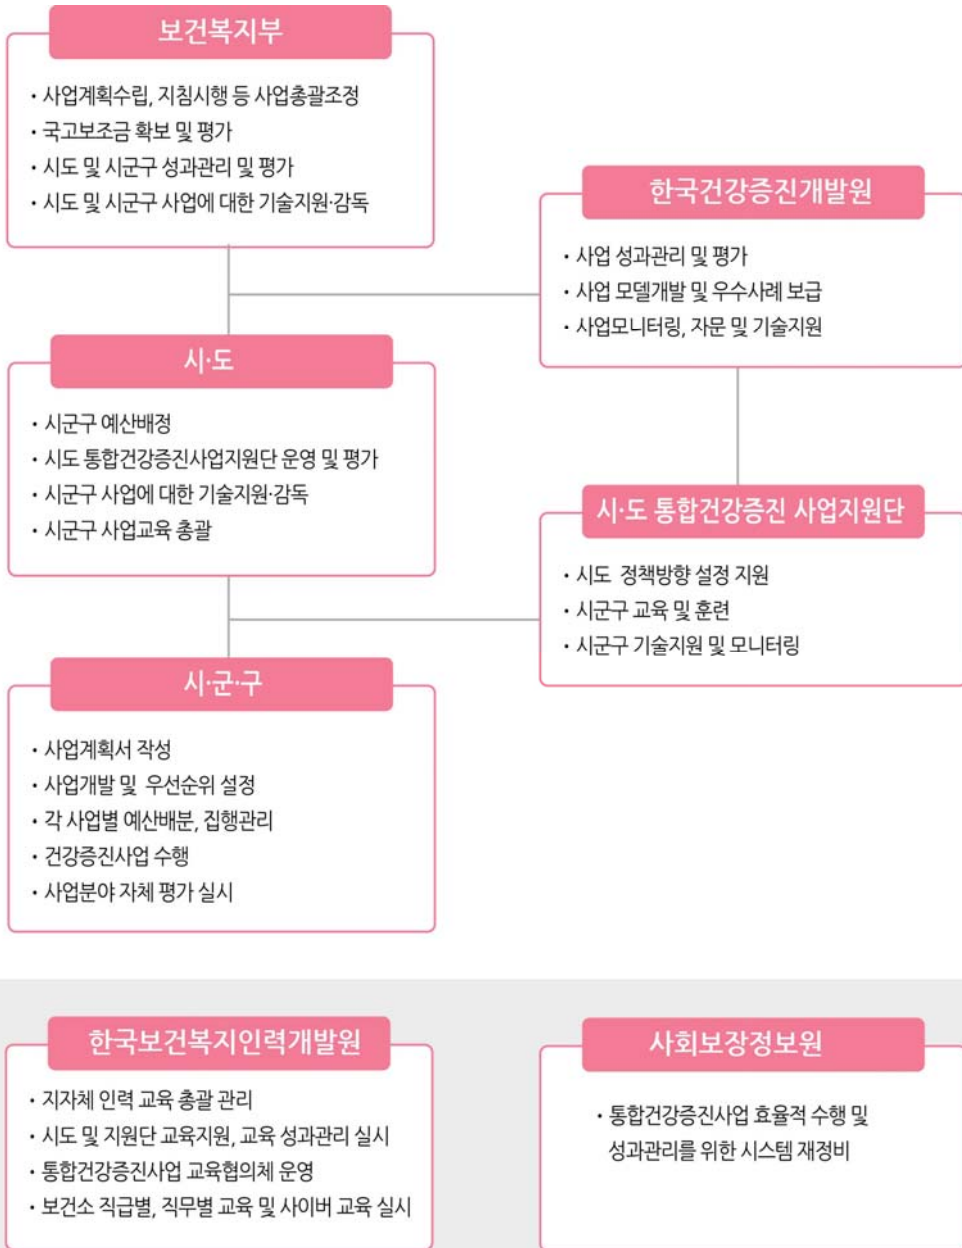 보건복지부
· 사업계획수립, 지침시행 등 사업총괄조정
· 국고보조금 확보 및 평가
· 시도 및 시군구 성과관리 및 평가
· 시도 및 시군구 사업에 대한 기술지원·감독
한국건강증진개발원
· 사업 성과관리 및 평가
· 사업 모델개발 및 우수사례 보급
· 사업모니터링, 자문 및 기술지원
시·도
· 시군구 예산배정
· 시도 통합건강증진사업지원단 운영 및 평가
· 시군구 사업에 대한 기술지원·감독
· 시군구 사업교육 총괄
시·도 통합건강증진 사업지원단
· 시도 정책방향 설정 지원
· 시군구 교육 및 훈련
· 시군구 기술지원 및 모니터링
시·군·구
· 사업계획서 작성
· 사업개발 및 우선순위 설정
· 각 사업별 예산배분, 집행관리
· 건강증진사업 수행
· 사업분야 자체 평가 실시
한국보건복지인력개발원
· 지자체 인력 교육 총괄 관리
· 시도 및 지원단 교육지원, 교육 성과관리 실시
· 통합건강증진사업 교육협의체 운영
· 보건소 직급별, 직무별 교육 및 사이버 교육 실시
사회보장정보원
· 통합건강증진사업 효율적 수행 및
성과관리를 위한 시스템 재정비